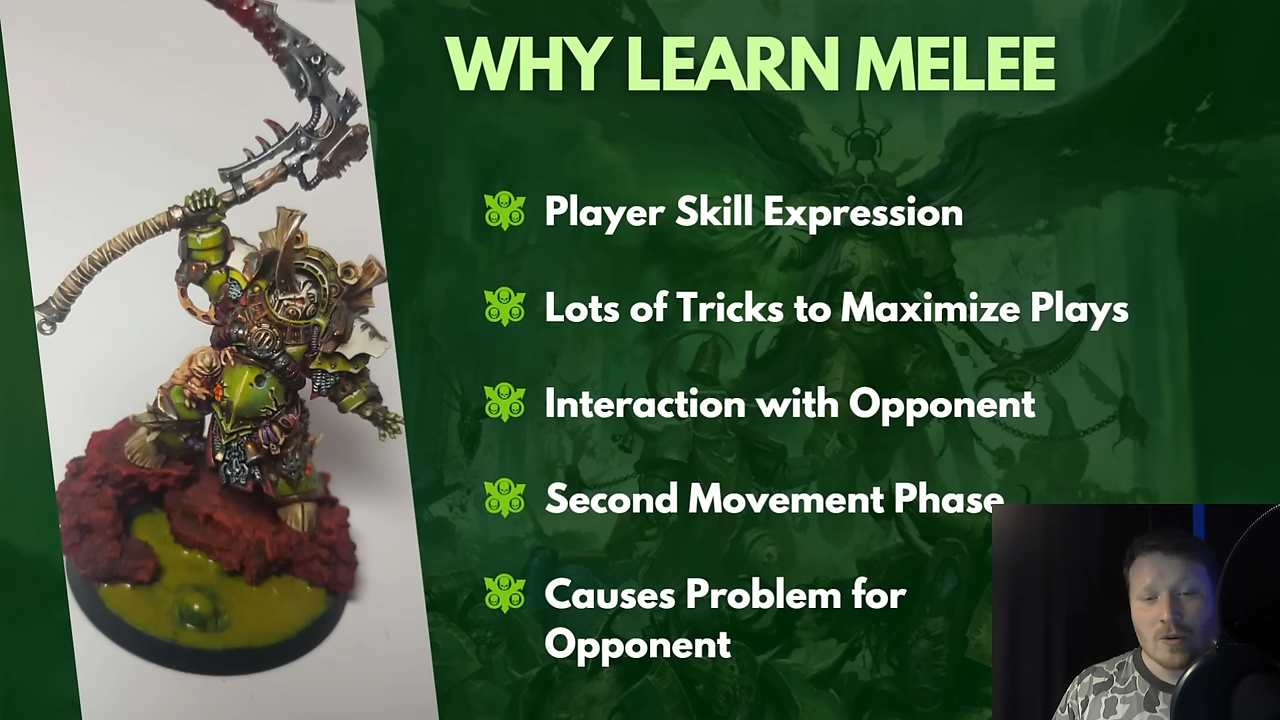 WHY LEARN MELEE
Player Skill Expression
Lots of Tricks to Maximize Plays
Interaction with Opponent
Second Movement Phase
Causes Problem for
Opponent